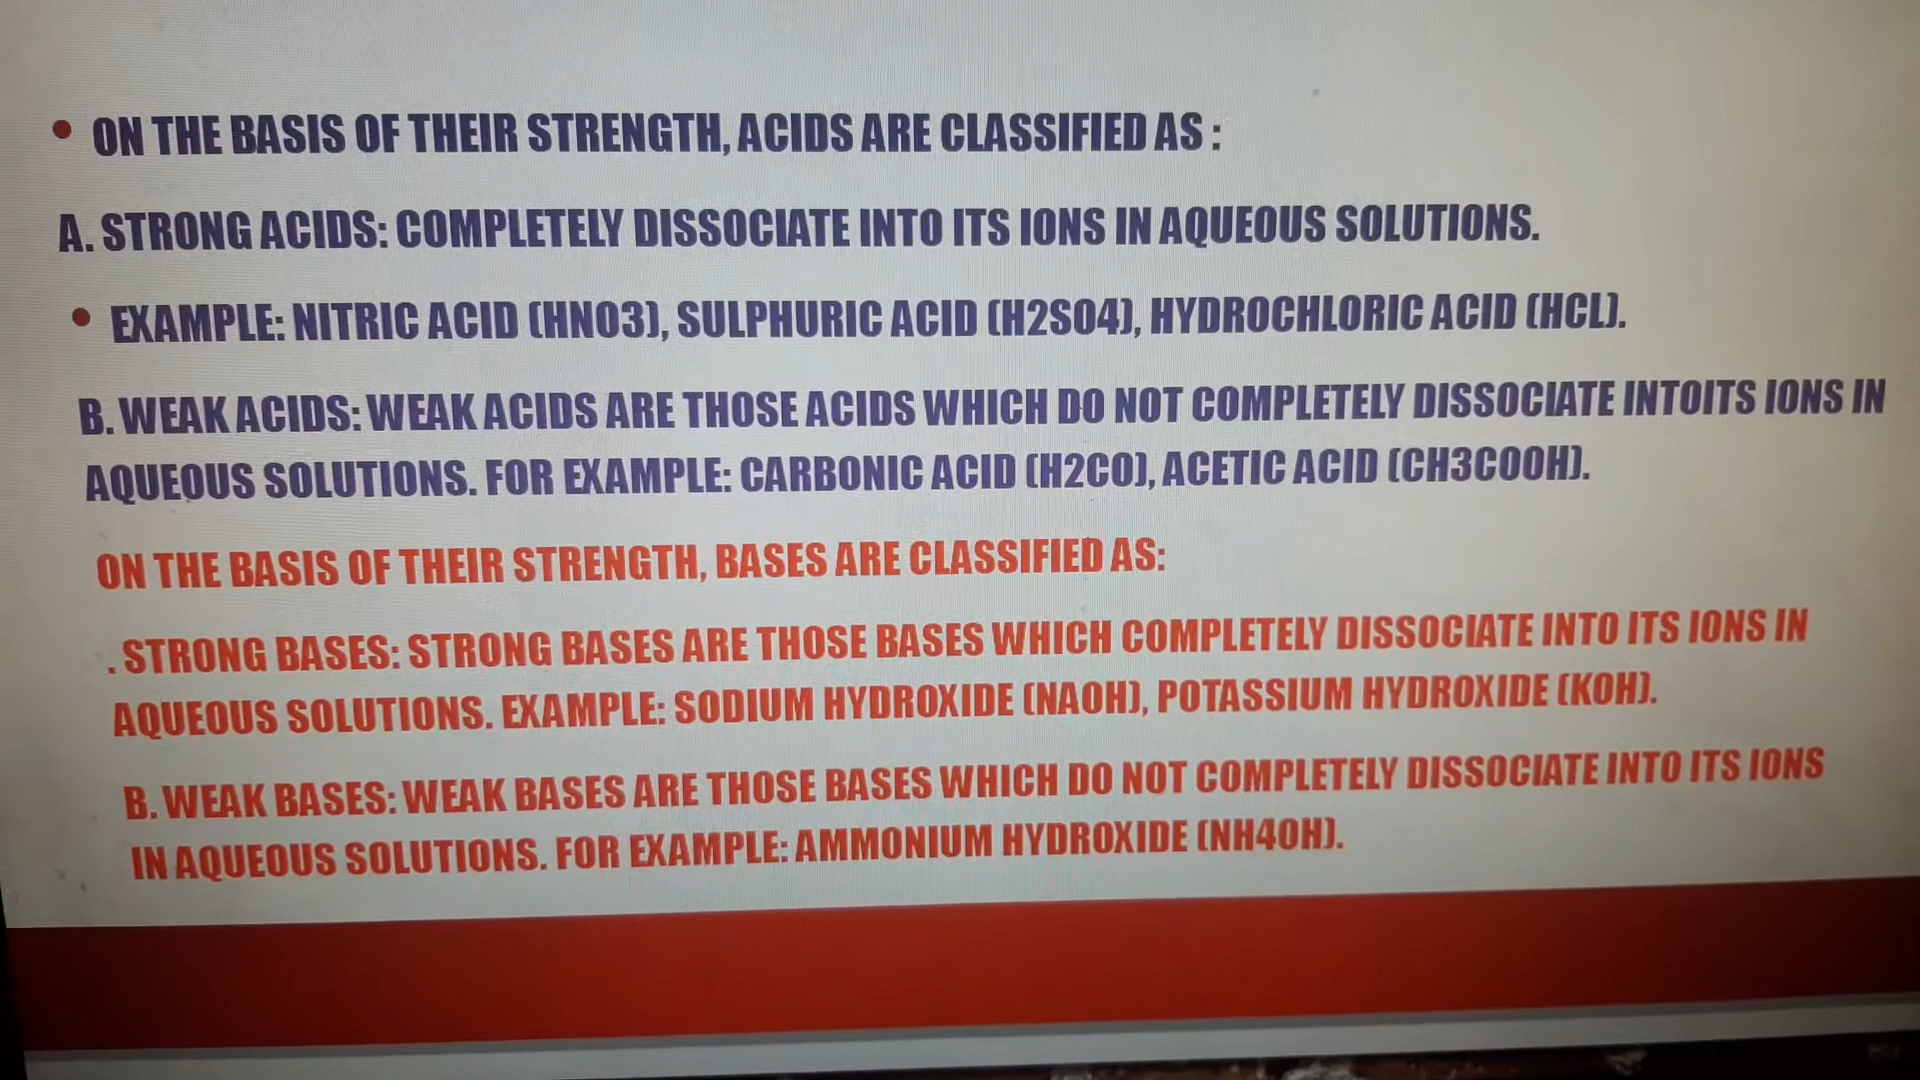 • ON THE BASIS OF THEIR STRENGTH, ACIDS ARE CLASSIFIED AS :
A. STRONG ACIDS: COMPLETELY DISSOCIATE INTO ITS IONS IN AQUEOUS SOLUTIONS.
• EXAMPLE: NITRIC ACID (HNO3), SULPHURIC ACID (H2SO4), HYDROCHLORIC ACID (HCL).
B. WEAK ACIDS: WEAK ACIDS ARE THOSE ACIDS WHICH DO NOT COMPLETELY DISSOCIATE INTOITS IONS IN
AQUEOUS SOLUTIONS. FOR EXAMPLE: CARBONIC ACID (H2CO), ACETIC ACID (CH3COOH).
ON THE BASIS OF THEIR STRENGTH, BASES ARE CLASSIFIED AS:
. STRONG BASES: STRONG BASES ARE THOSE BASES WHICH COMPLETELY DISSOCIATE INTO ITS IONS IN
AQUEOUS SOLUTIONS. EXAMPLE: SODIUM HYDROXIDE (NAOH), POTASSIUM HYDROXIDE (KOH).
B. WEAK BASES: WEAK BASES ARE THOSE BASES WHICH DO NOT COMPLETELY DISSOCIATE INTO ITS IONS
IN AQUEOUS SOLUTIONS. FOR EXAMPLE: AMMONIUM HYDROXIDE (NH4OH).